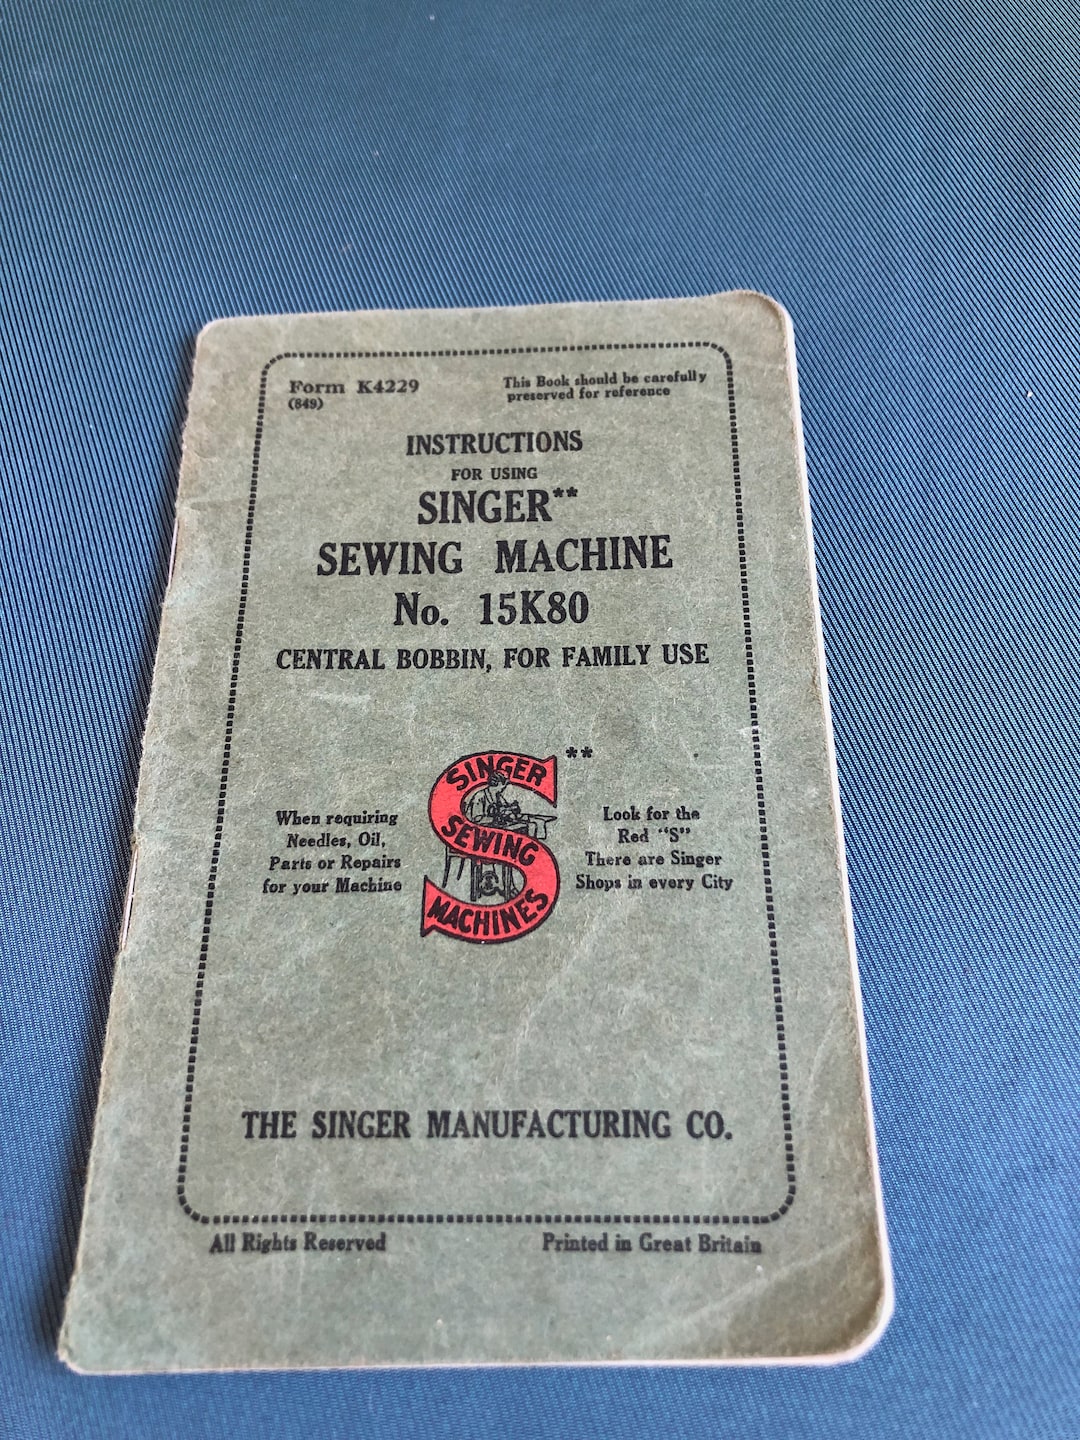 Form K4229
(849)
This Book should be carefully
preserved for reference
INSTRUCTIONS
FOR USING
SINGER**
SEWING MACHINE
No. 15K80
CENTRAL BOBBIN, FOR FAMILY USE
**
SINGER
SEWING
MACHINES
When requiring
Needles, Oil,
Parts or Repairs
for your Machine
Look for the
Red "S"
There are Singer
Shops in every City
THE SINGER MANUFACTURING CO.
All Rights Reserved
Printed in Great Britain